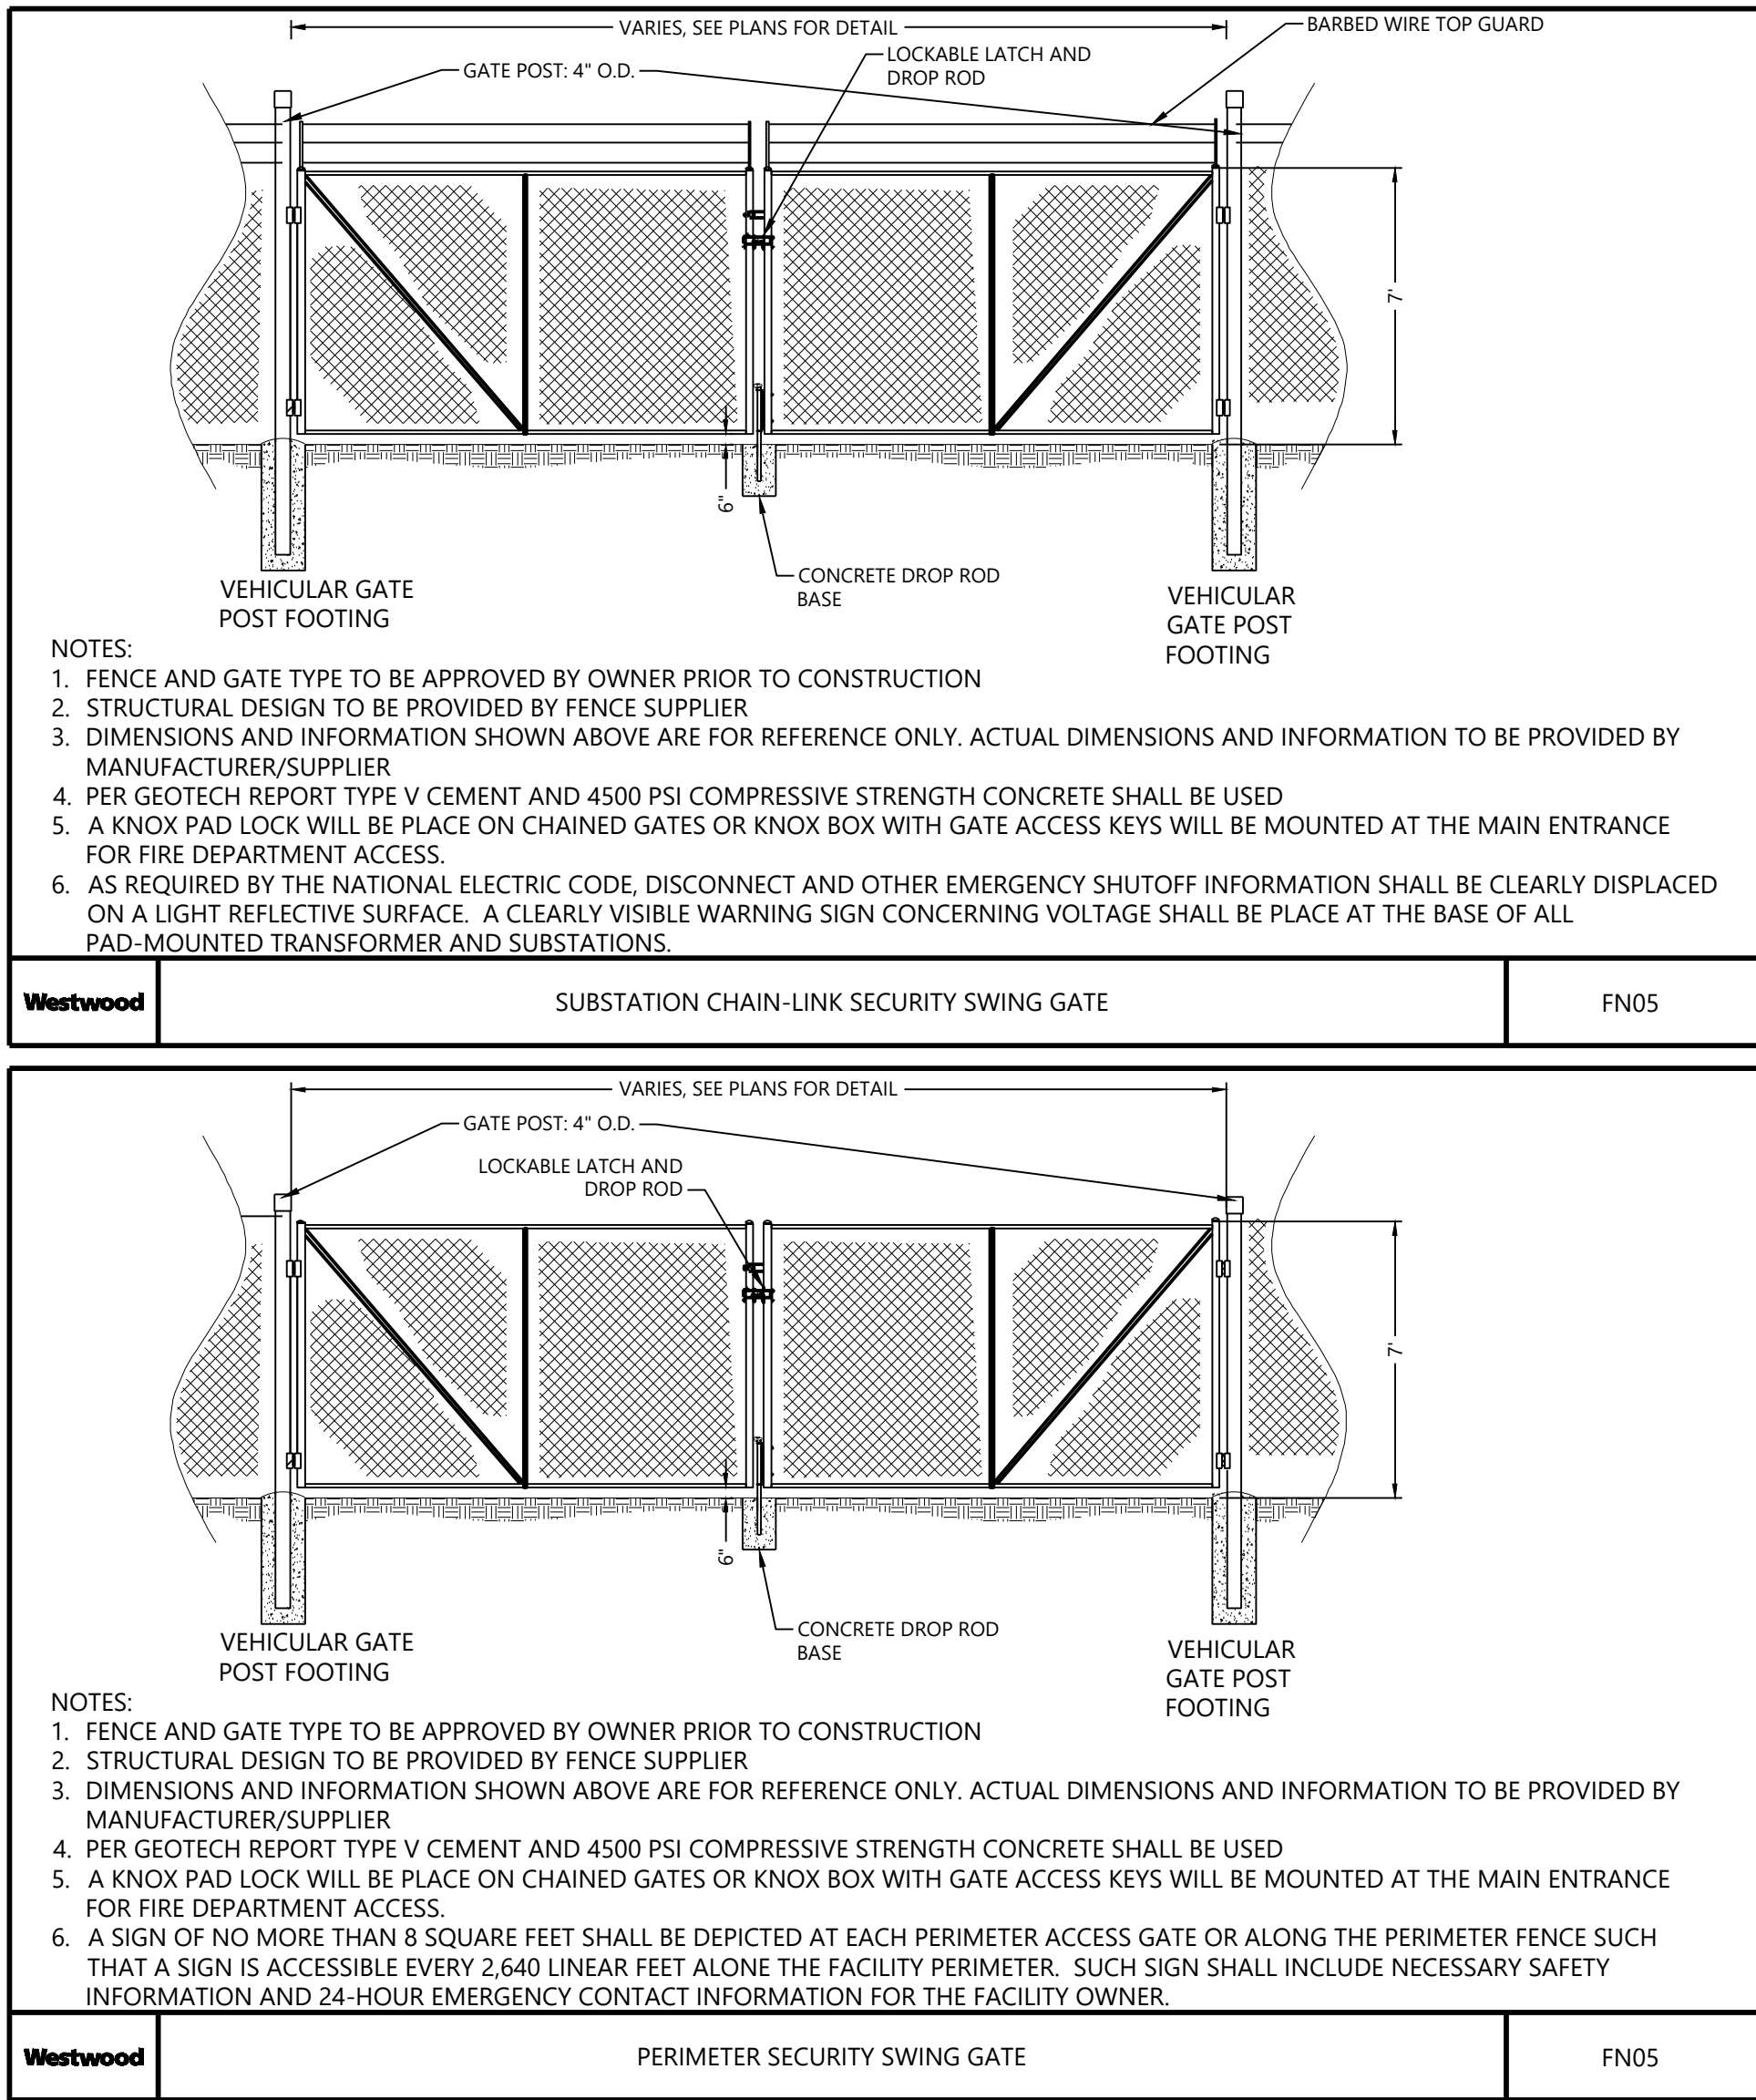 VARIES, SEE PLANS FOR DETAIL
BARBED WIRE TOP GUARD
LOCKABLE LATCH AND
DROP ROD
GATE POST: 4" O.D.
7'
6"
CONCRETE DROP ROD
BASE
VEHICULAR GATE
POST FOOTING
VEHICULAR
GATE POST
FOOTING
NOTES:
1. FENCE AND GATE TYPE TO BE APPROVED BY OWNER PRIOR TO CONSTRUCTION
2. STRUCTURAL DESIGN TO BE PROVIDED BY FENCE SUPPLIER
3. DIMENSIONS AND INFORMATION SHOWN ABOVE ARE FOR REFERENCE ONLY. ACTUAL DIMENSIONS AND INFORMATION TO BE PROVIDED BY
MANUFACTURER/SUPPLIER
4. PER GEOTECH REPORT TYPE V CEMENT AND 4500 PSI COMPRESSIVE STRENGTH CONCRETE SHALL BE USED
5. A KNOX PAD LOCK WILL BE PLACE ON CHAINED GATES OR KNOX BOX WITH GATE ACCESS KEYS WILL BE MOUNTED AT THE MAIN ENTRANCE
FOR FIRE DEPARTMENT ACCESS.
6. AS REQUIRED BY THE NATIONAL ELECTRIC CODE, DISCONNECT AND OTHER EMERGENCY SHUTOFF INFORMATION SHALL BE CLEARLY DISPLACED
ON A LIGHT REFLECTIVE SURFACE. A CLEARLY VISIBLE WARNING SIGN CONCERNING VOLTAGE SHALL BE PLACE AT THE BASE OF ALL
PAD-MOUNTED TRANSFORMER AND SUBSTATIONS.
Westwood
SUBSTATION CHAIN-LINK SECURITY SWING GATE
FN05
VARIES, SEE PLANS FOR DETAIL
GATE POST: 4" O.D.
LOCKABLE LATCH AND
DROP ROD
7'
6"
CONCRETE DROP ROD
BASE
VEHICULAR GATE
POST FOOTING
VEHICULAR
GATE POST
FOOTING
NOTES:
1. FENCE AND GATE TYPE TO BE APPROVED BY OWNER PRIOR TO CONSTRUCTION
2. STRUCTURAL DESIGN TO BE PROVIDED BY FENCE SUPPLIER
3. DIMENSIONS AND INFORMATION SHOWN ABOVE ARE FOR REFERENCE ONLY. ACTUAL DIMENSIONS AND INFORMATION TO BE PROVIDED BY
MANUFACTURER/SUPPLIER
4. PER GEOTECH REPORT TYPE V CEMENT AND 4500 PSI COMPRESSIVE STRENGTH CONCRETE SHALL BE USED
5. A KNOX PAD LOCK WILL BE PLACE ON CHAINED GATES OR KNOX BOX WITH GATE ACCESS KEYS WILL BE MOUNTED AT THE MAIN ENTRANCE
FOR FIRE DEPARTMENT ACCESS.
6. A SIGN OF NO MORE THAN 8 SQUARE FEET SHALL BE DEPICTED AT EACH PERIMETER ACCESS GATE OR ALONG THE PERIMETER FENCE SUCH
THAT A SIGN IS ACCESSIBLE EVERY 2,640 LINEAR FEET ALONE THE FACILITY PERIMETER. SUCH SIGN SHALL INCLUDE NECESSARY SAFETY
INFORMATION AND 24-HOUR EMERGENCY CONTACT INFORMATION FOR THE FACILITY OWNER.
Westwood
PERIMETER SECURITY SWING GATE
FN05